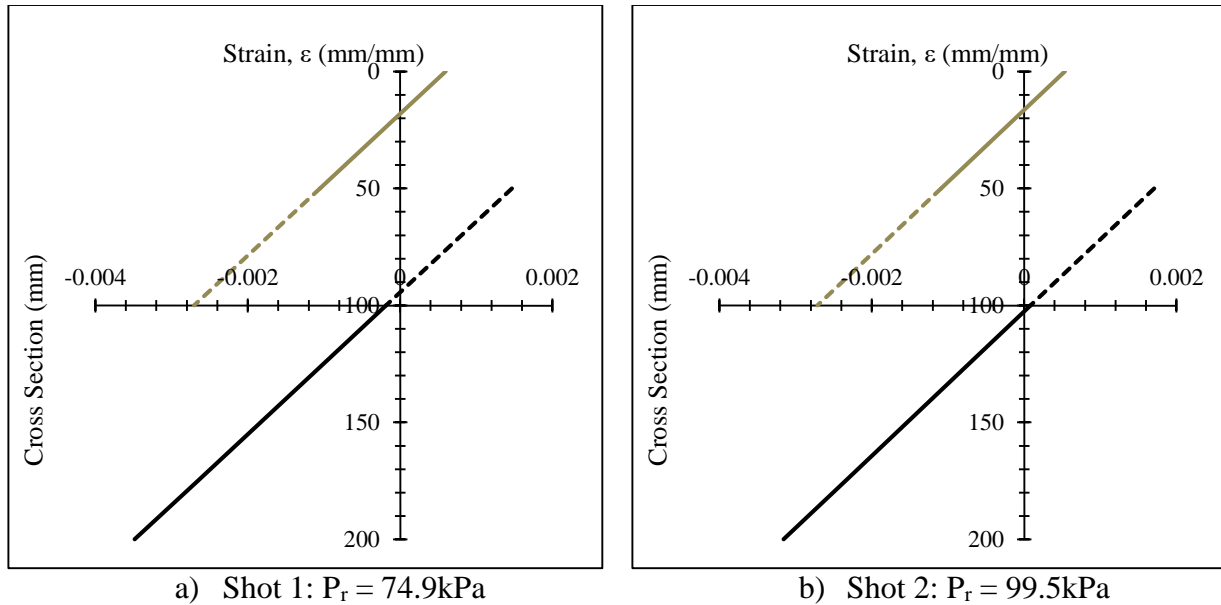 Strain, ε (mm/mm)
0
50
-0.004 -0.002 0 0.002
100
150
200
Cross Section (mm)
a) Shot 1: Pr = 74.9kPa
Strain, ε (mm/mm)
0
50
-0.004 -0.002 0 0.002
100
150
200
Cross Section (mm)
b) Shot 2: Pr = 99.5kPa